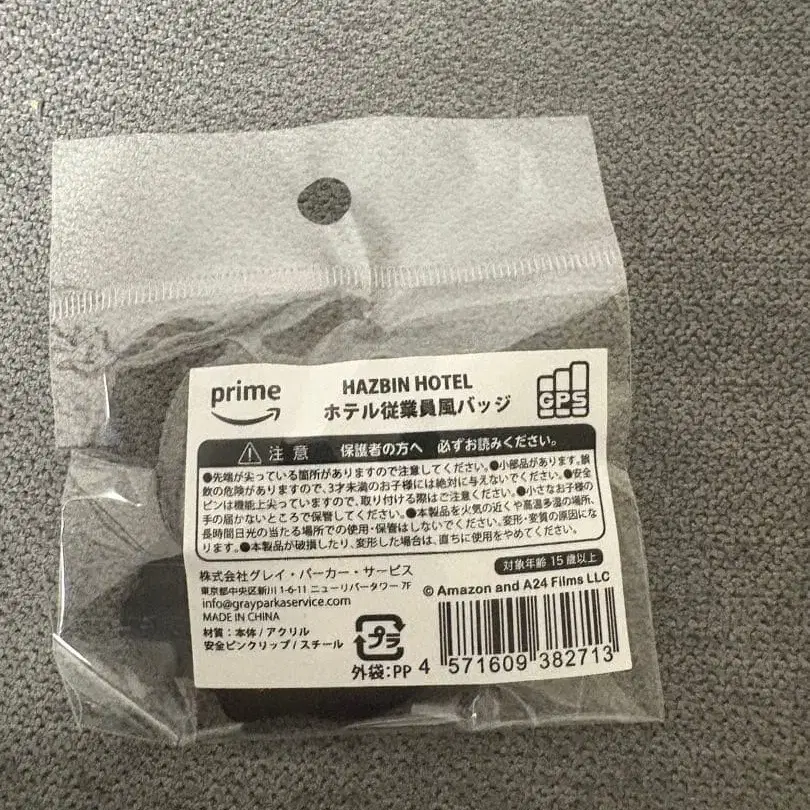 prime
HAZBIN HOTEL
ホテル従業員風バッジ
GPS
注意 保護者の方へ 必ずお読みください。
●先端が尖っている箇所がありますので注意してください。●小部品があります。誤
飲の危険がありますので、3才未満のお子様には絶対に与えないでください。●安全
ピンは機能上尖っていますので、取り付ける際はご注意ください。●小さなお子様の
手の届かないところで保管してください。●本製品を火気の近くや高温多湿の場所、
長時間日光の当たる場所での使用・保管はしないでください。変形・変質の原因にな
ります。●本製品が破損したり、変形した場合は、直ちに使用をやめてください。
対象年齢 15歳以上
株式会社グレイ・パーカー・サービス
東京都中央区新川 1-6-11 ニューリバータワー 7F
info@grayparkaservice.com
MADE IN CHINA
© Amazon and A24 Films LLC
材質：本体 / アクリル
安全ピンクリップ / スチール
プラ
外袋：PP
4 571609 382713